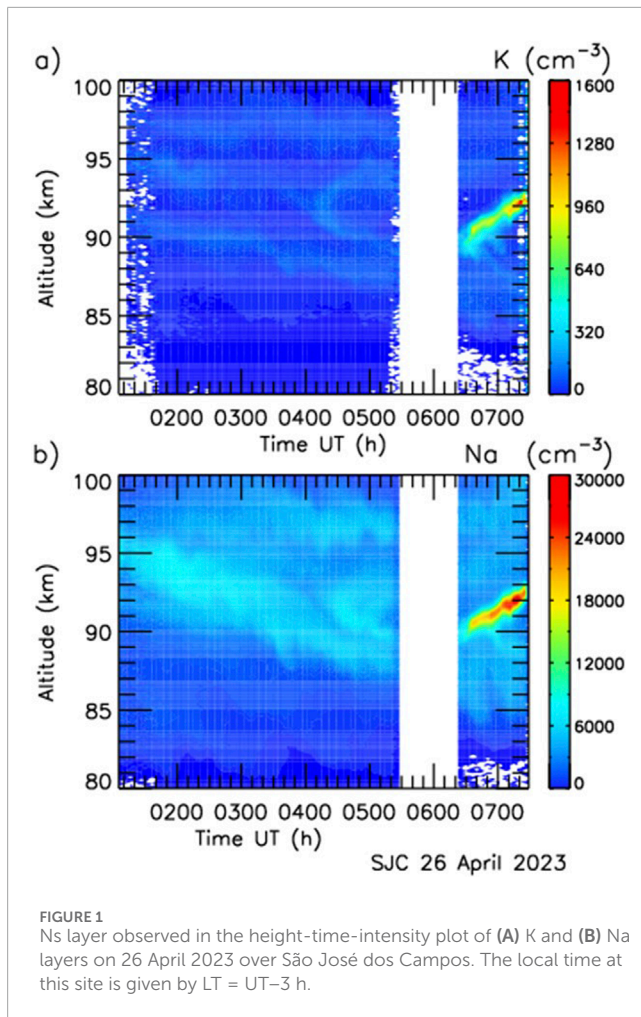 a)
K (cm⁻³)
100
95
90
85
80
Altitude (km)
0200 0300 0400 0500 0600 0700
Time UT (h)
1600
1280
960
640
320
0
b)
Na (cm⁻³)
100
95
90
85
80
Altitude (km)
0200 0300 0400 0500 0600 0700
Time UT (h)
30000
24000
18000
12000
6000
0
SJC 26 April 2023
FIGURE 1
Ns layer observed in the height-time-intensity plot of (A) K and (B) Na
layers on 26 April 2023 over São José dos Campos. The local time at
this site is given by LT = UT–3 h.